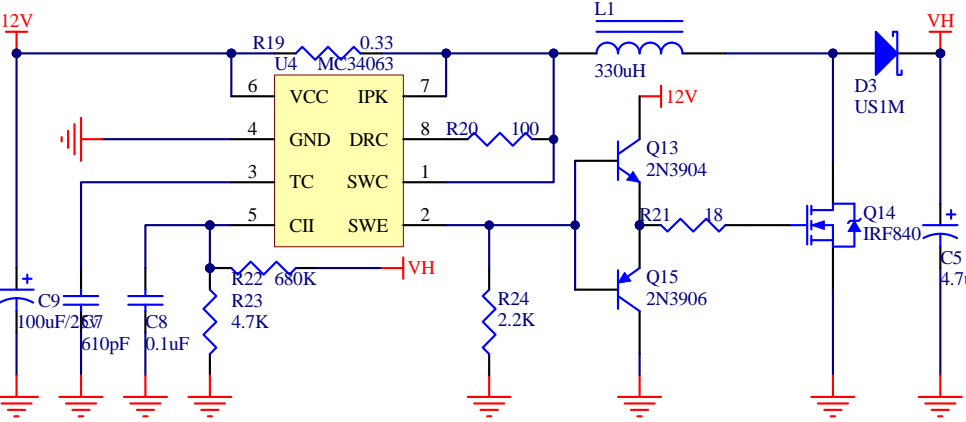 12V
L1
VH
R19
0.33
U4
MC34063
330uH
D3
US1M
6
VCC
IPK
7
12V
4
GND
DRC
8
R20
100
Q13
2N3904
3
TC
SWC
1
5
CII
SWE
2
R21
18
Q14
IRF840
VH
R22
680K
R23
4.7K
Q15
2N3906
C5
C9
100uF/25v
C7
610pF
C8
0.1uF
R24
2.2K